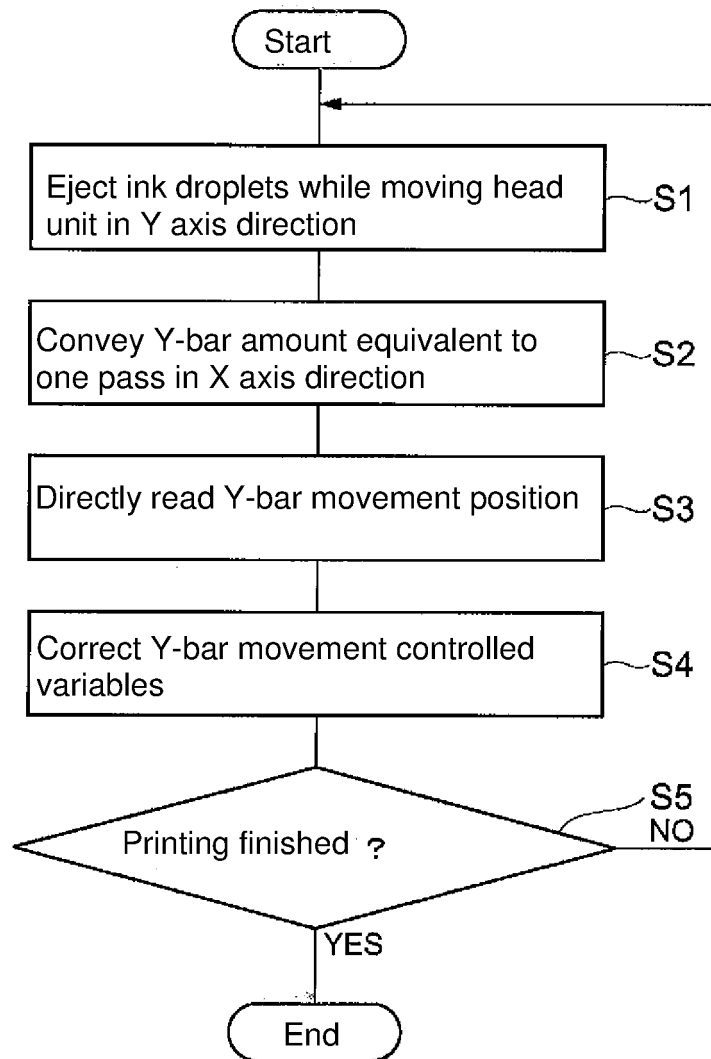 Start
Eject ink droplets while moving head
unit in Y axis direction
S1
Convey Y-bar amount equivalent to
one pass in X axis direction
S2
Directly read Y-bar movement position
S3
Correct Y-bar movement controlled
variables
S4
S5
Printing finished ?
NO
YES
End